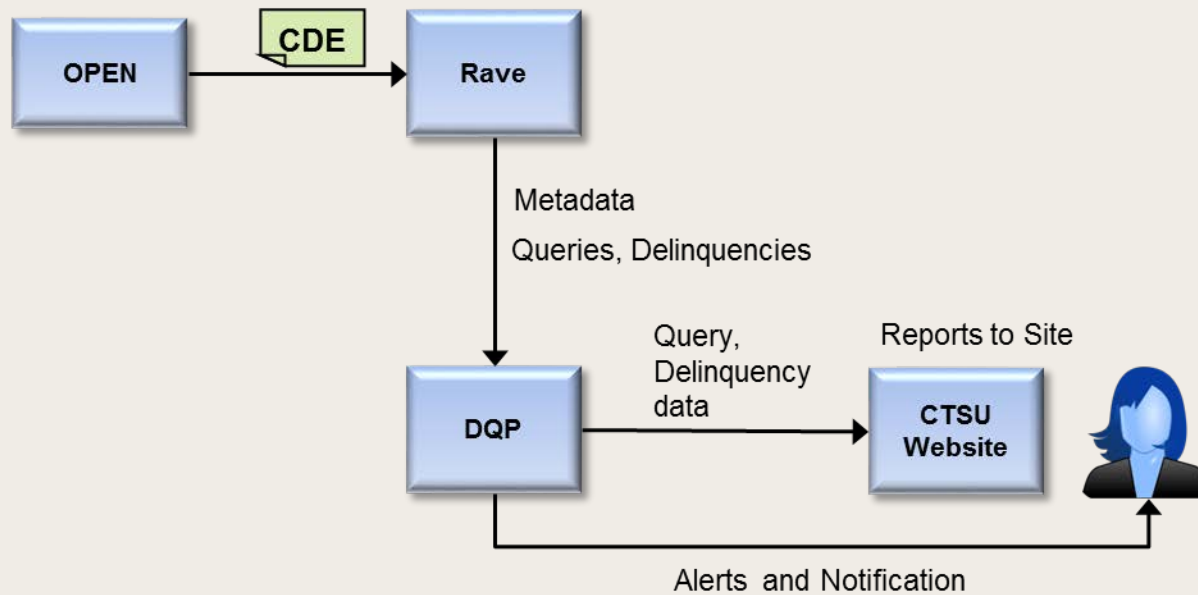 OPEN
CDE
Rave
Metadata
Queries, Delinquencies
Query,
Delinquency
data
Reports to Site
DQP
CTSU
Website
Alerts and Notification